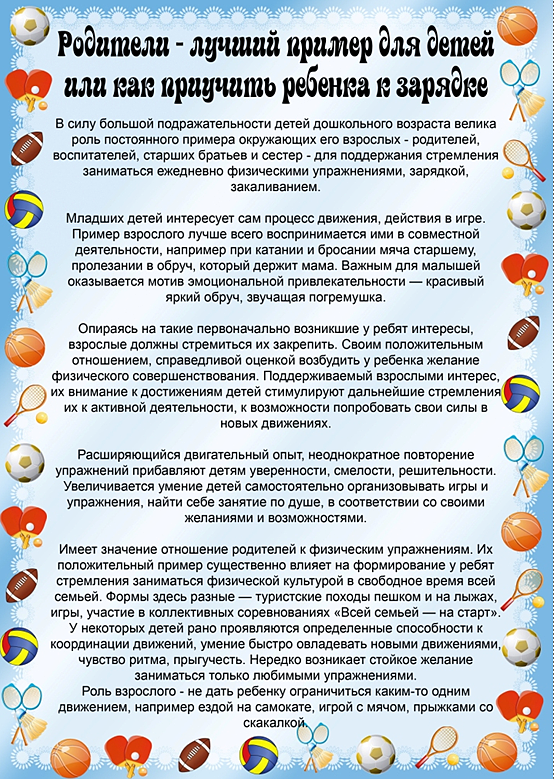 Родители - лучший пример для детей
или как приучить ребенка к зарядке
В силу большой подражательности детей дошкольного возраста велика
роль постоянного примера окружающих его взрослых - родителей,
воспитателей, старших братьев и сестер - для поддержания стремления
заниматься ежедневно физическими упражнениями, зарядкой,
закаливанием.
Младших детей интересует сам процесс движения, действия в игре.
Пример взрослого лучше всего воспринимается ими в совместной
деятельности, например при катании и бросании мяча старшему,
пролезании в обруч, который держит мама. Важным для малышей
оказывается мотив эмоциональной привлекательности — красивый
яркий обруч, звучащая погремушка.
Опираясь на такие первоначально возникшие у ребят интересы,
взрослые должны стремиться их закрепить. Своим положительным
отношением, справедливой оценкой возбудить у ребенка желание
физического совершенствования. Поддерживаемый взрослыми интерес,
их внимание к достижениям детей стимулируют дальнейшие стремления
их к активной деятельности, к возможности попробовать свои силы в
новых движениях.
Расширяющийся двигательный опыт, неоднократное повторение
упражнений прибавляют детям уверенности, смелости, решительности.
Увеличивается умение детей самостоятельно организовывать игры и
упражнения, найти себе занятие по душе, в соответствии со своими
желаниями и возможностями.
Имеет значение отношение родителей к физическим упражнениям. Их
положительный пример существенно влияет на формирование у ребят
стремления заниматься физической культурой в свободное время всей
семьей. Формы здесь разные — туристские походы пешком и на лыжах,
игры, участие в коллективных соревнованиях «Всей семьей — на старт».
У некоторых детей рано проявляются определенные способности к
координации движений, умение быстро овладевать новыми движениями,
чувство ритма, прыгучесть. Нередко возникает стойкое желание
заниматься только любимыми упражнениями.
Роль взрослого - не дать ребенку ограничиться каким-то одним
движением, например ездой на самокате, игрой с мячом, прыжками со
скакалкой.